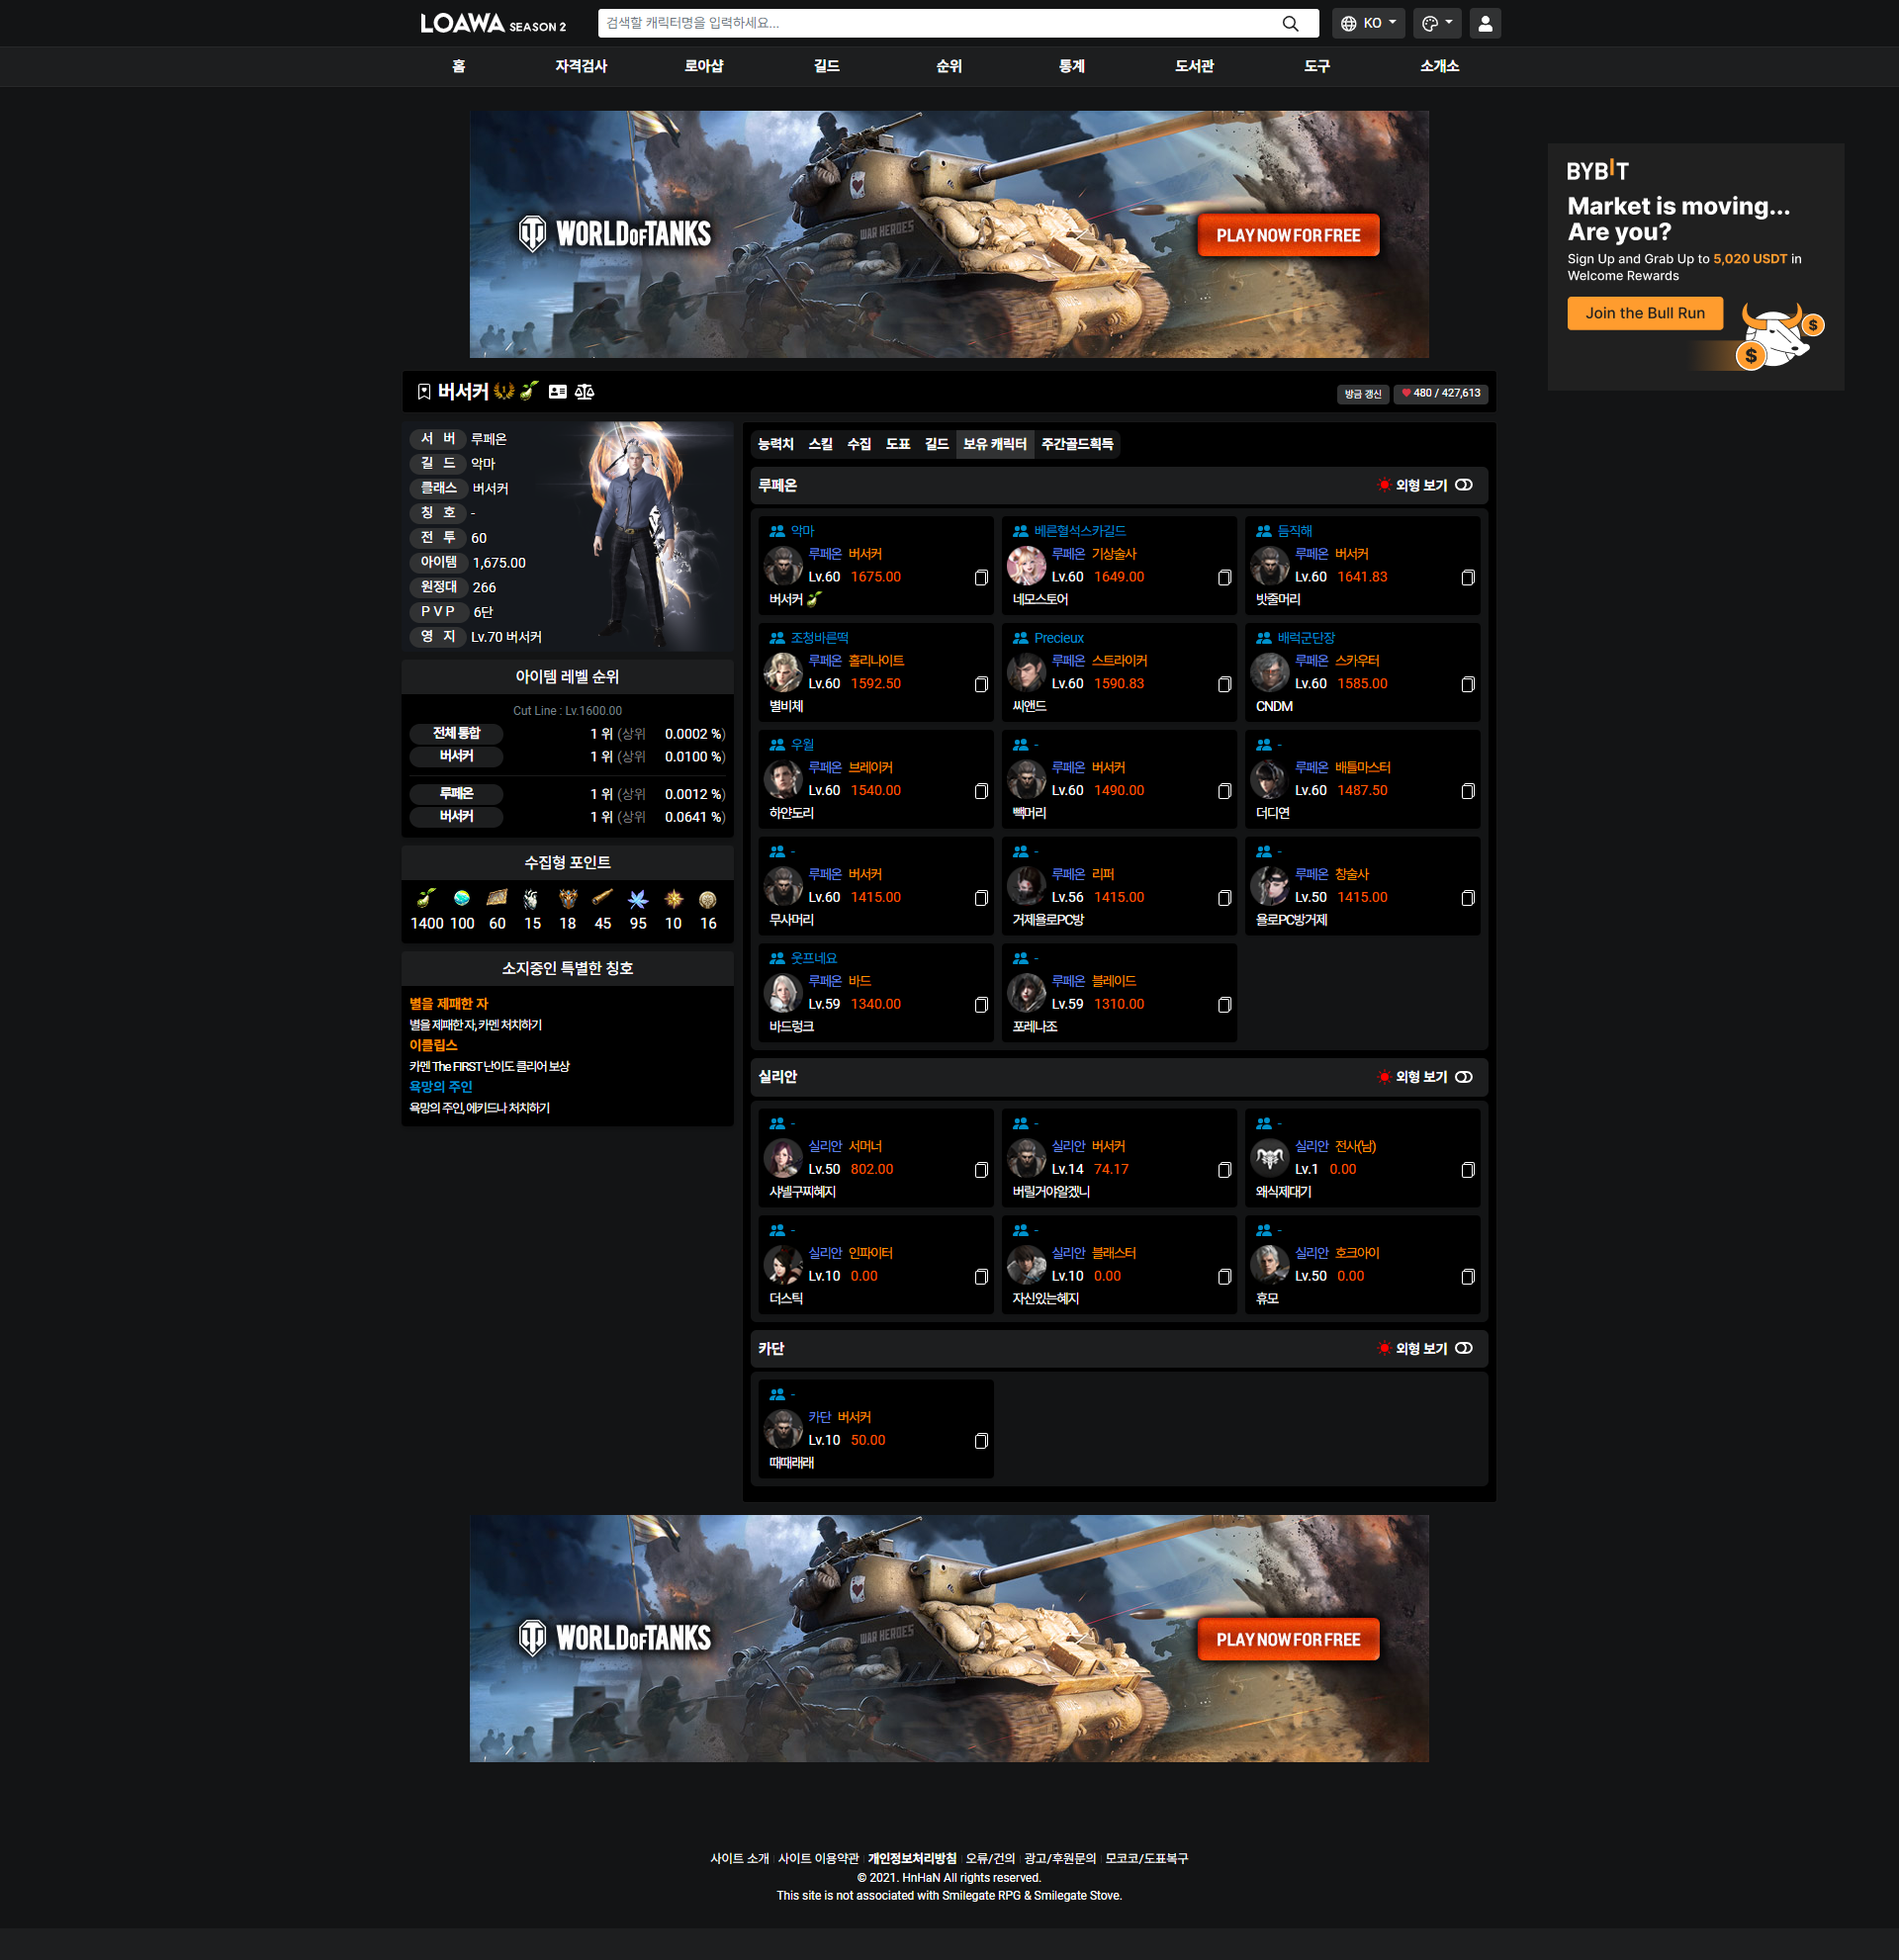 LOAWA SEASON 2
검색할 캐릭터명을 입력하세요...
KO
홈 자격검사 로아샵 길드 순위 통계 도서관 도구 소개소
WORLD OF TANKS
WAR HEROES
PLAY NOW FOR FREE
BYBIT
Market is moving...
Are you?
Sign Up and Grab Up to 5,020 USDT in
Welcome Rewards
Join the Bull Run
버서커
방금 갱신
480 / 427,613
서 버 루페온
길 드 악마
클래스 버서커
칭 호 -
전 투 60
아이템 1,675.00
원정대 266
P V P 6단
영 지 Lv.70 버서커
아이템 레벨 순위
Cut Line : Lv.1600.00
전체 통합 1 위 (상위 0.0002 %)
버서커 1 위 (상위 0.0100 %)
루페온 1 위 (상위 0.0012 %)
버서커 1 위 (상위 0.0641 %)
수집형 포인트
1400 100 60 15 18 45 95 10 16
소지중인 특별한 칭호
별을 제패한 자
별을 제패한 자, 카멘 처치하기
이클립스
카멘 The FIRST 난이도 클리어 보상
욕망의 주인
욕망의 주인, 에키드나 처치하기
능력치 스킬 수집 도표 길드 보유 캐릭터 주간골드획득
루페온
외형 보기
악마
루페온 버서커
Lv.60 1675.00
버서커
베른혈석스카길드
루페온 기상술사
Lv.60 1649.00
네모스토어
듬직해
루페온 버서커
Lv.60 1641.83
밧줄머리
조청바른떡
루페온 홀리나이트
Lv.60 1592.50
별비체
Precieux
루페온 스트라이커
Lv.60 1590.83
씨앤드
배럭군단장
루페온 스카우터
Lv.60 1585.00
CNDM
우월
루페온 브레이커
Lv.60 1540.00
하얀도리
-
루페온 버서커
Lv.60 1490.00
빽머리
-
루페온 배틀마스터
Lv.60 1487.50
더디연
-
루페온 버서커
Lv.60 1415.00
무사머리
-
루페온 리퍼
Lv.56 1415.00
거제욜로PC방
-
루페온 창술사
Lv.50 1415.00
욜로PC방거제
웃프네요
루페온 바드
Lv.59 1340.00
바드렁크
-
루페온 블레이드
Lv.59 1310.00
포레나조
실리안
외형 보기
-
실리안 서머너
Lv.50 802.00
샤넬구찌혜지
-
실리안 버서커
Lv.14 74.17
버릴거야알겠니
-
실리안 전사(남)
Lv.1 0.00
왜식제대기
-
실리안 인파이터
Lv.10 0.00
더스틱
-
실리안 블래스터
Lv.10 0.00
자신있는혜지
-
실리안 호크아이
Lv.50 0.00
휴모
카단
외형 보기
-
카단 버서커
Lv.10 50.00
때때래래
WORLD OF TANKS
WAR HEROES
PLAY NOW FOR FREE
사이트 소개 | 사이트 이용약관 | 개인정보처리방침 | 오류/건의 | 광고/후원문의 | 모코코/도표복구
© 2021. HnHaN All rights reserved.
This site is not associated with Smilegate RPG & Smilegate Stove.